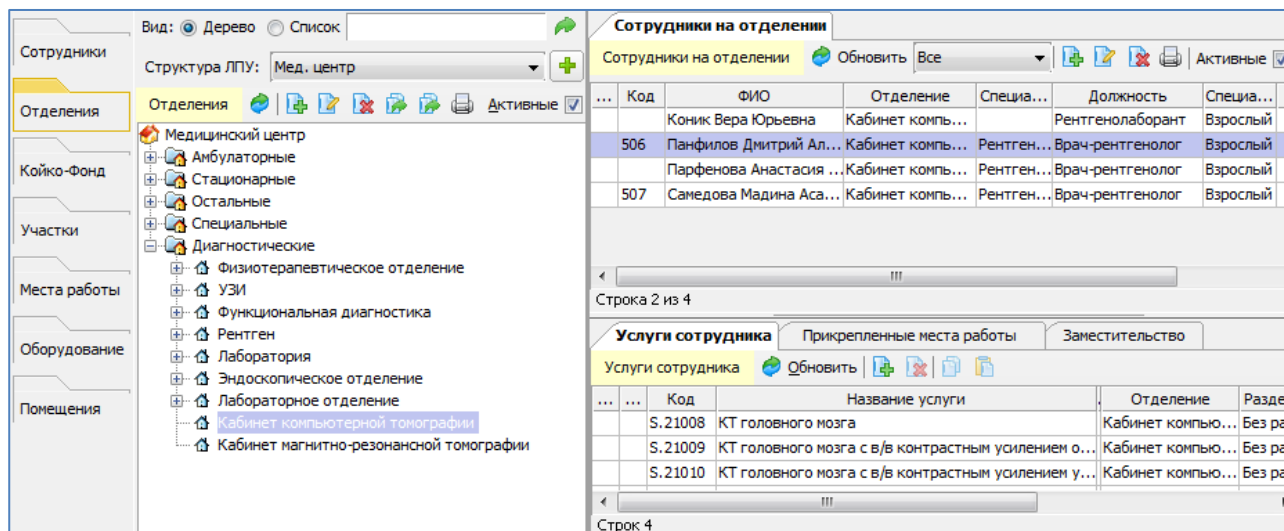 Сотрудники
Отделения
Койко-Фонд
Участки
Места работы
Оборудование
Помещения
Вид: Дерево Список
Структура ЛПУ: Мед. центр
Отделения Активные
Медицинский центр
Амбулаторные
Стационарные
Остальные
Специальные
Диагностические
Физиотерапевтическое отделение
УЗИ
Функциональная диагностика
Рентген
Лаборатория
Эндоскопическое отделение
Лабораторное отделение
Кабинет компьютерной томографии
Кабинет магнитно-резонансной томографии
Сотрудники на отделении
Сотрудники на отделении Обновить Все Активные
... Код ФИО Отделение Специа... Должность Специа...
Коник Вера Юрьевна Кабинет компь... Рентгенолаборант Взрослый
506 Панфилов Дмитрий Ал... Кабинет компь... Рентген... Врач-рентгенолог Взрослый
Парфенова Анастасия ... Кабинет компь... Рентген... Врач-рентгенолог Взрослый
507 Самедова Мадина Аса... Кабинет компь... Рентген... Врач-рентгенолог Взрослый
Строка 2 из 4
Услуги сотрудника Прикрепленные места работы Заместительство
Услуги сотрудника Обновить
... ... Код Название услуги Отделение Разде
S.21008 КТ головного мозга Кабинет компью... Без ра
S.21009 КТ головного мозга с в/в контрастным усилением о... Кабинет компью... Без ра
S.21010 КТ головного мозга с в/в контрастным усилением у... Кабинет компью... Без ра
Строк 4